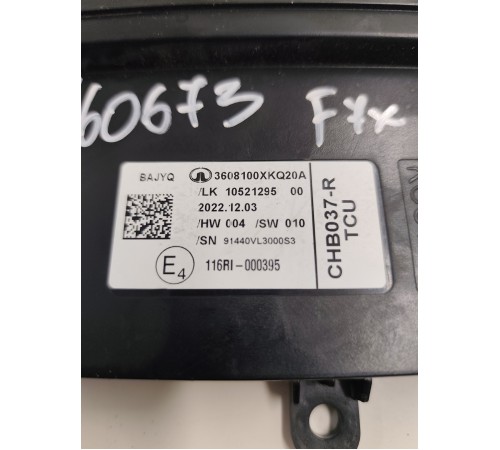 60673 F7x
BAJYQ
3608100XKQ20A
/LK 10521295 00
2022.12.03
/HW 004 /SW 010
/SN 91440VL3000S3
E4
116RI-000395
CHB037-R
TCU